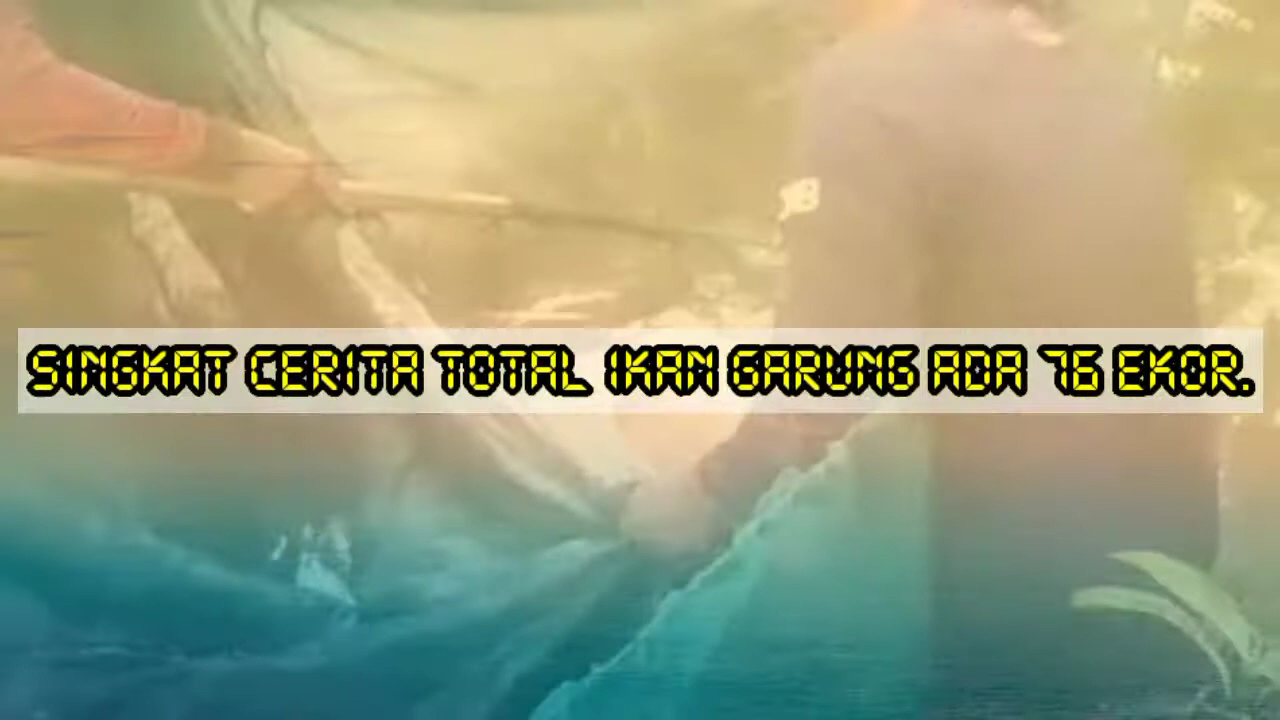 SINGKAT CERITA TOTAL IKAN GARUNG ADA 76 EKOR.